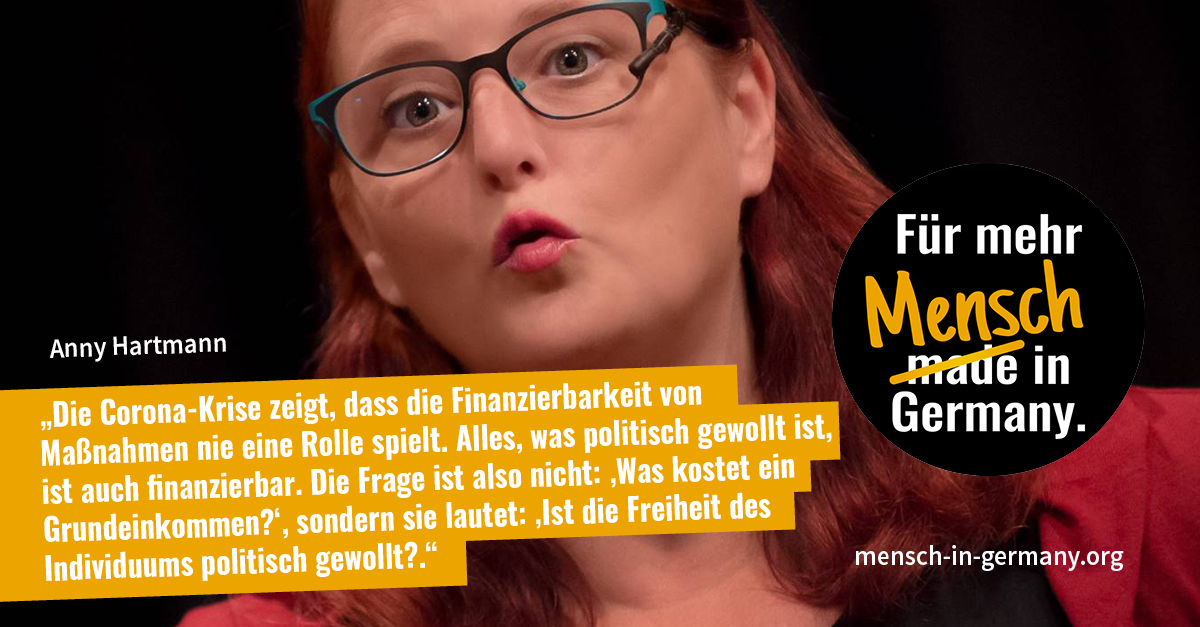 Anny Hartmann
„Die Corona-Krise zeigt, dass die Finanzierbarkeit von
Maßnahmen nie eine Rolle spielt. Alles, was politisch gewollt ist,
ist auch finanzierbar. Die Frage ist also nicht: ‚Was kostet ein
Grundeinkommen?‘, sondern sie lautet: ‚Ist die Freiheit des
Individuums politisch gewollt?.“
Für mehr
Mensch
made in
Germany.
mensch-in-germany.org